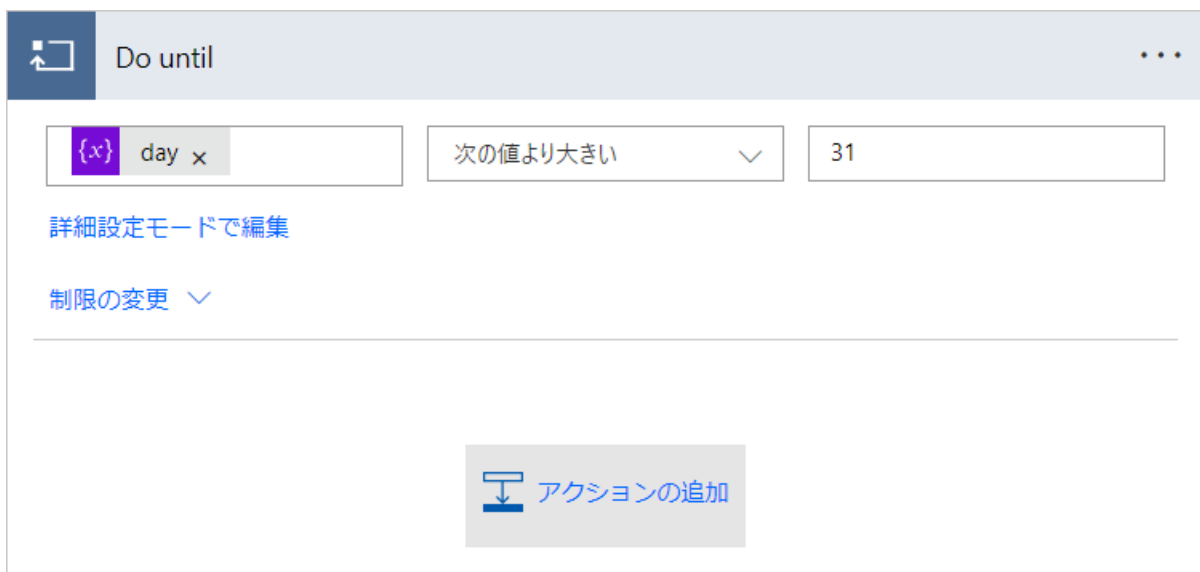 Do until
{x} day × 次の値より大きい 31
詳細設定モードで編集
制限の変更
アクションの追加